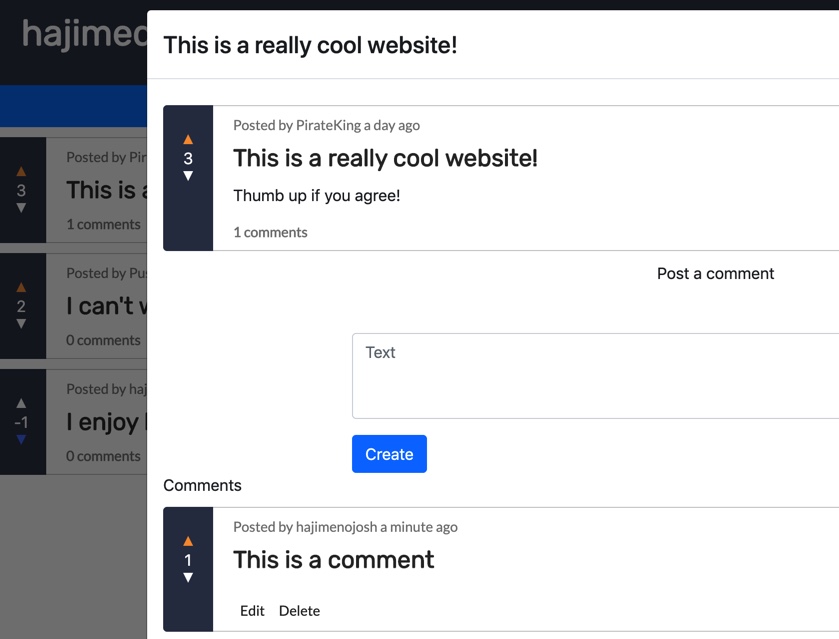 hajimed
This is a really cool website!
Posted by PirateKing a day ago
3
This is a really cool website!
Thumb up if you agree!
1 comments
Post a comment
Text
Create
Comments
Posted by hajimenojosh a minute ago
1
This is a comment
Edit Delete
Posted by Pir
3
This is a
1 comments
Posted by Pu
2
I can't
0 comments
Posted by haj
-1
I enjoy
0 comments